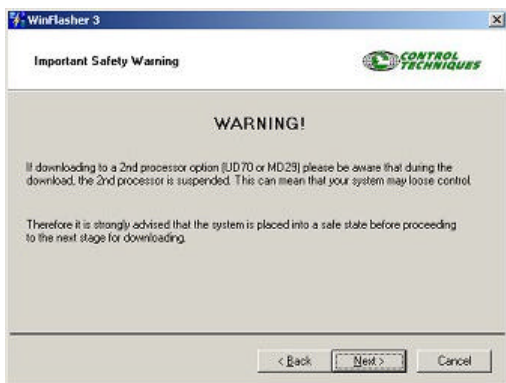 WinFlasher 3
Important Safety Warning
CONTROL
TECHNIQUES
WARNING!
If downloading to a 2nd processor option (UD70 or MD29) please be aware that during the
download, the 2nd processor is suspended. This can mean that your system may loose control.
Therefore it is strongly advised that the system is placed into a safe state before proceeding
to the next stage for downloading.
< Back
Next >
Cancel